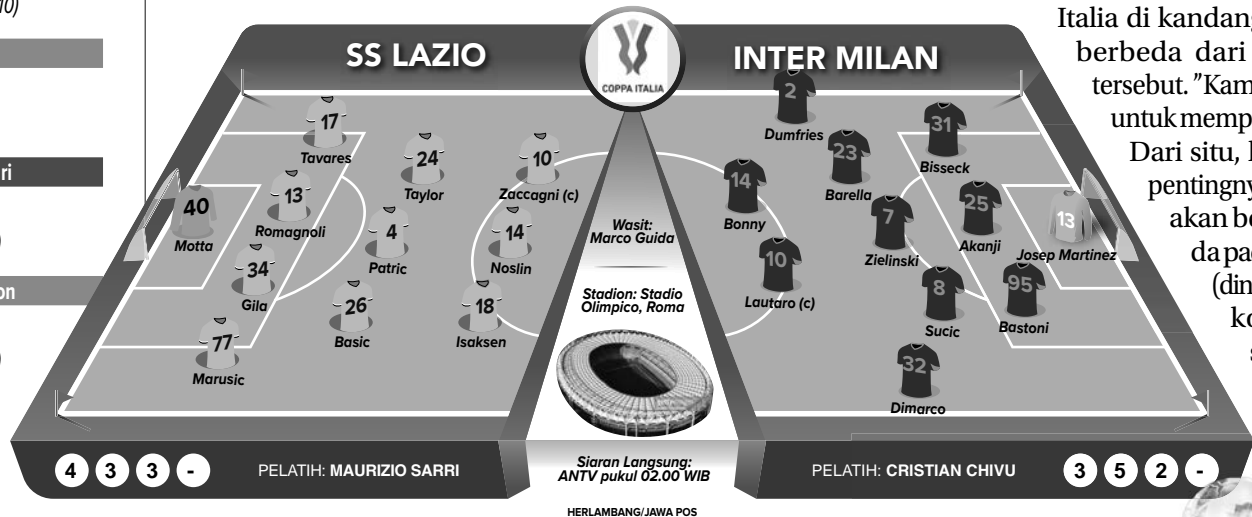 10)
ri
on
SS LAZIO
COPPA ITALIA
INTER MILAN
17
Tavares
24
Taylor
10
Zaccagni (c)
40
Motta
13
Romagnoli
4
Patric
14
Noslin
34
Gila
26
Basic
18
Isaksen
77
Marusic
Wasit:
Marco Guida
Stadion: Stadio
Olimpico, Roma
2
Dumfries
31
Bisseck
23
Barella
14
Bonny
25
Akanji
13
Josep Martinez
7
Zielinski
10
Lautaro (c)
8
Sucic
95
Bastoni
32
Dimarco
4 3 3 -
PELATIH: MAURIZIO SARRI
Siaran Langsung:
ANTV pukul 02.00 WIB
PELATIH: CRISTIAN CHIVU
3 5 2 -
HERLAMBANG/JAWA POS
Italia di kandang
berbeda dari
tersebut. "Kam
untuk memp
Dari situ,
pentingny
akan be
da pa
(din
ko
s